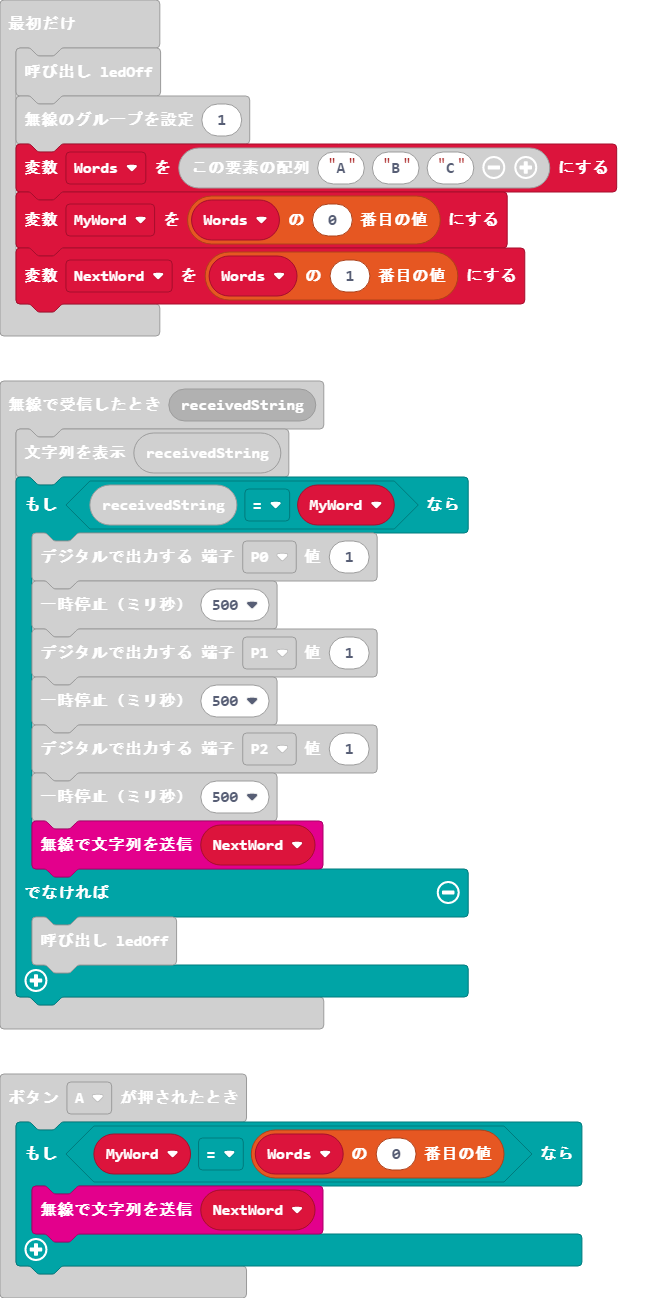 最初だけ
呼び出し ledOff
無線のグループを設定 1
変数 Words を この要素の配列 "A" "B" "C" にする
変数 MyWord を Words の 0 番目の値 にする
変数 NextWord を Words の 1 番目の値 にする
無線で受信したとき receivedString
文字列を表示 receivedString
もし receivedString = MyWord なら
デジタルで出力する 端子 P0 値 1
一時停止（ミリ秒） 500
デジタルで出力する 端子 P1 値 1
一時停止（ミリ秒） 500
デジタルで出力する 端子 P2 値 1
一時停止（ミリ秒） 500
無線で文字列を送信 NextWord
でなければ
呼び出し ledOff
ボタン A が押されたとき
もし MyWord = Words の 0 番目の値 なら
無線で文字列を送信 NextWord